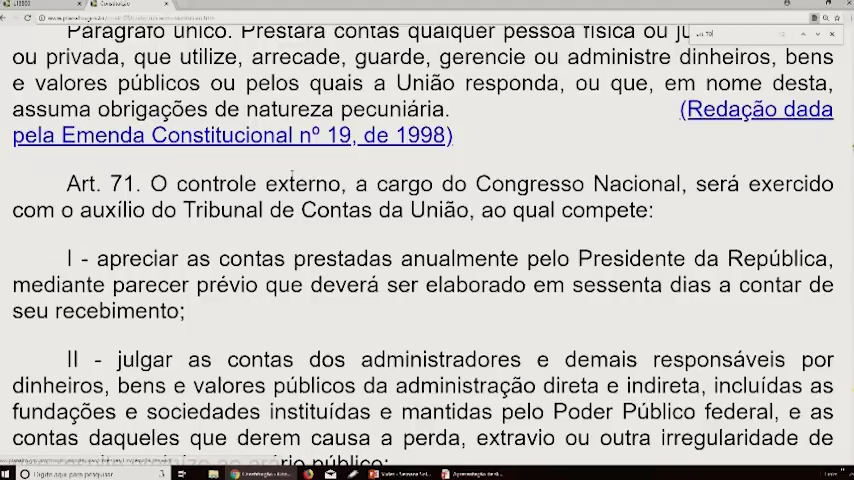 Constituição
Parágrafo único. Prestará contas qualquer pessoa física ou
ou privada, que utilize, arrecade, guarde, gerencie ou administre dinheiros, bens
e valores públicos ou pelos quais a União responda, ou que, em nome desta,
assuma obrigações de natureza pecuniária. (Redação dada
pela Emenda Constitucional nº 19, de 1998)
Art. 71. O controle externo, a cargo do Congresso Nacional, será exercido
com o auxílio do Tribunal de Contas da União, ao qual compete:
I - apreciar as contas prestadas anualmente pelo Presidente da República,
mediante parecer prévio que deverá ser elaborado em sessenta dias a contar de
seu recebimento;
II - julgar as contas dos administradores e demais responsáveis por
dinheiros, bens e valores públicos da administração direta e indireta, incluídas as
fundações e sociedades instituídas e mantidas pelo Poder Público federal, e as
contas daqueles que derem causa a perda, extravio ou outra irregularidade de
público;
Digite aqui para pesquisar